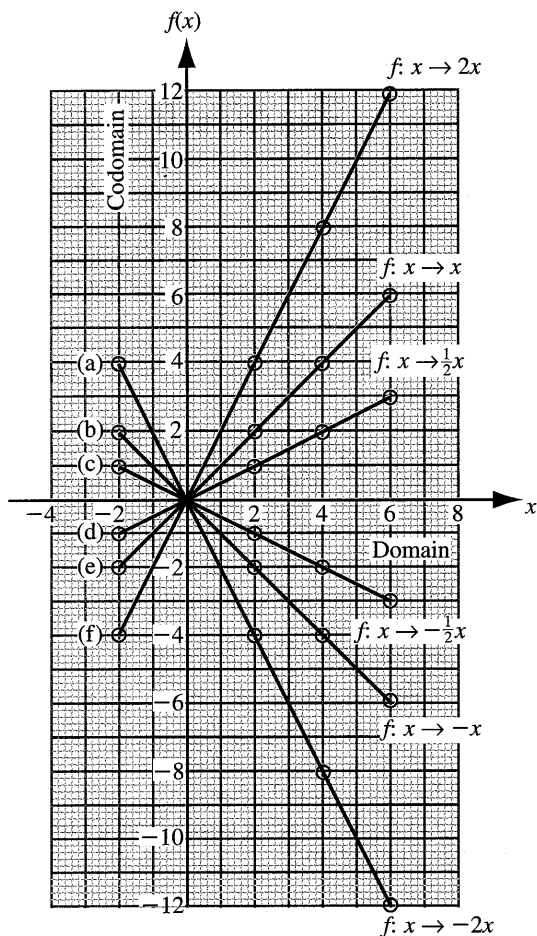 f(x)
f: x → 2x
12
Codomain
10
8
f: x → x
6
f: x → ½x
(a)
4
(b)
2
(c)
−4
−2
0
2
4
6
8
x
(d)
Domain
(e)
−2
f: x → −½x
(f)
−4
−6
f: x → −x
−8
−10
−12
f: x → −2x